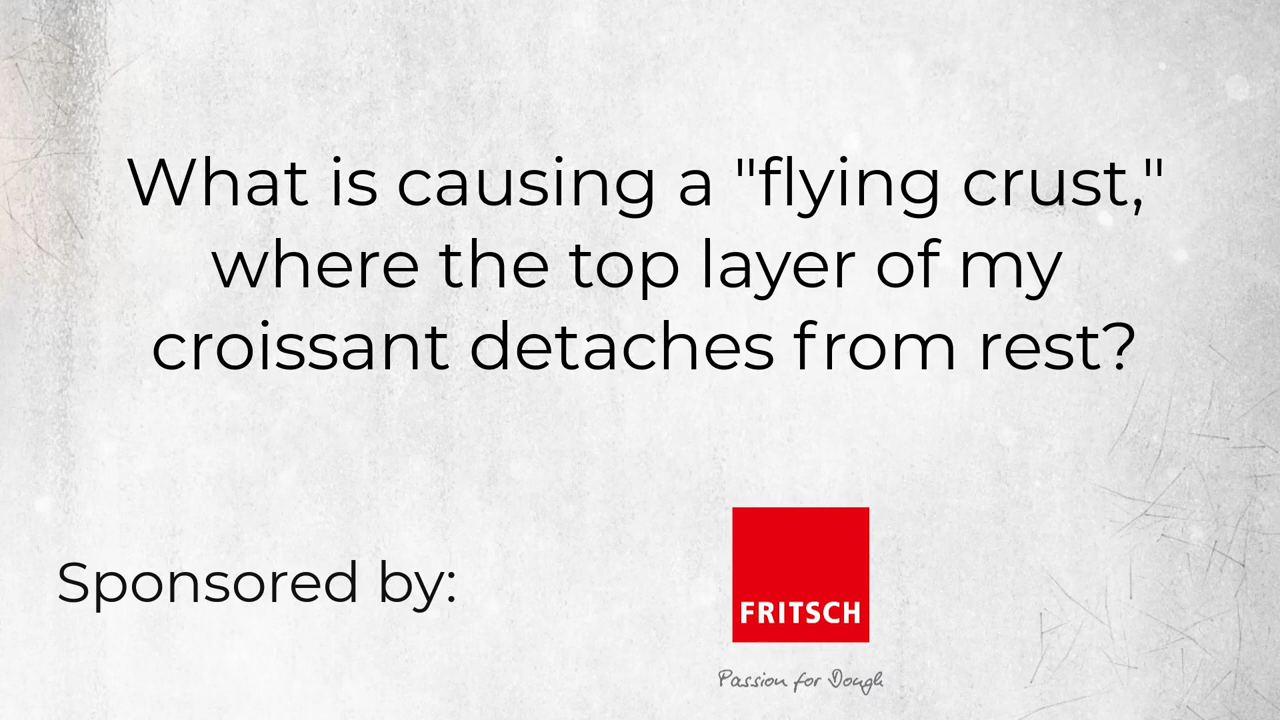 What is causing a "flying crust,"
where the top layer of my
croissant detaches from rest?
Sponsored by:
FRITSCH
Passion for Dough